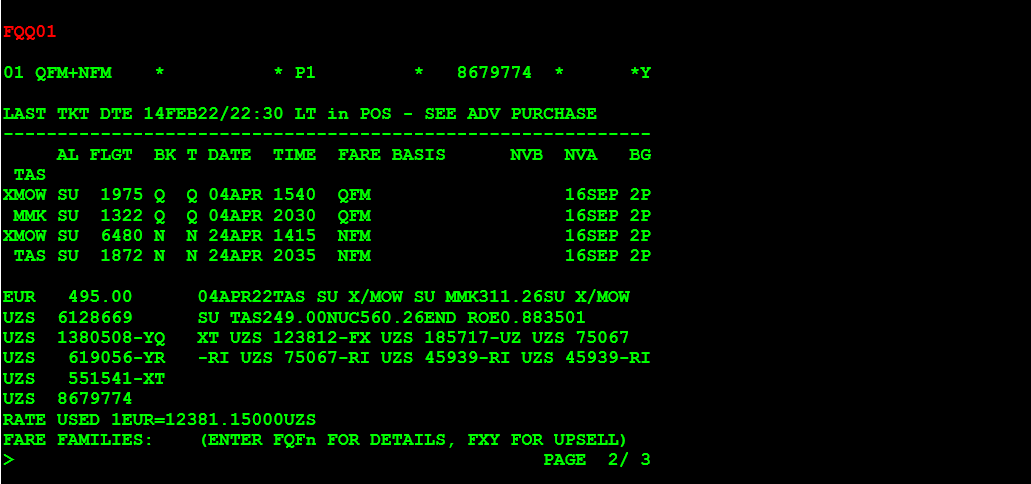 FQQ01
01 QFM+NFM    *          * P1         *   8679774  *      *Y
LAST TKT DTE 14FEB22/22:30 LT in POS - SEE ADV PURCHASE
------------------------------------------------------------
     AL FLGT  BK T DATE  TIME  FARE BASIS      NVB  NVA   BG
 TAS
XMOW SU  1975 Q  Q 04APR 1540  QFM                  16SEP 2P
 MMK SU  1322 Q  Q 04APR 2030  QFM                  16SEP 2P
XMOW SU  6480 N  N 24APR 1415  NFM                  16SEP 2P
 TAS SU  1872 N  N 24APR 2035  NFM                  16SEP 2P
EUR   495.00      04APR22TAS SU X/MOW SU MMK311.26SU X/MOW
UZS  6128669      SU TAS249.00NUC560.26END ROE0.883501
UZS  1380508-YQ   XT UZS 123812-FX UZS 185717-UZ UZS 75067
UZS   619056-YR   -RI UZS 75067-RI UZS 45939-RI UZS 45939-RI
UZS   551541-XT
UZS  8679774
RATE USED 1EUR=12381.15000UZS
FARE FAMILIES:    (ENTER FQFn FOR DETAILS, FXY FOR UPSELL)
>                                                 PAGE  2/ 3